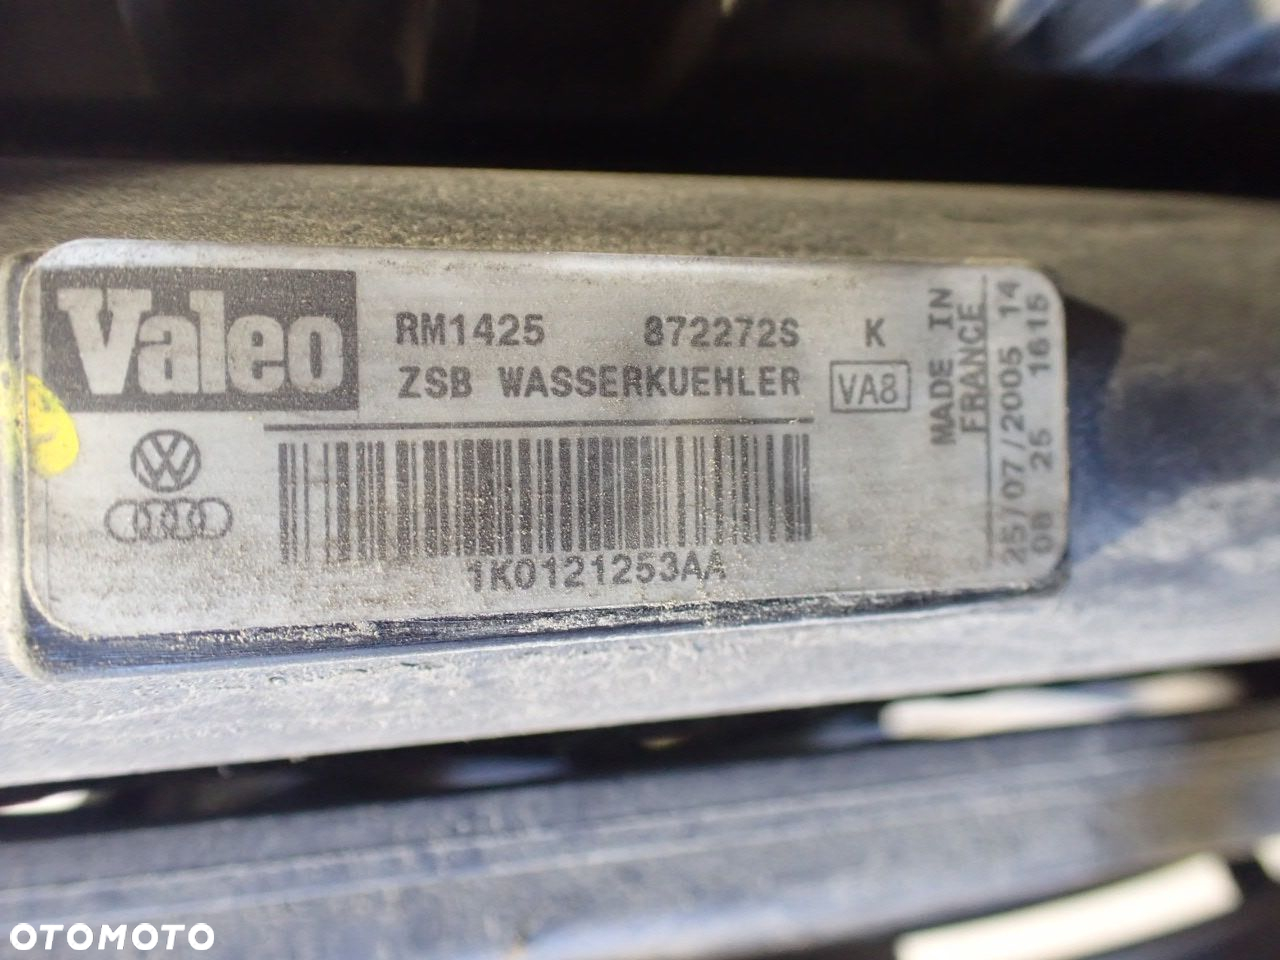 Valeo
RM1425 872272S K
ZSB WASSERKUEHLER VA8
1K0121253AA
MADE IN
FRANCE
25/07/2005 14
08 25 1615
OTOMOTO